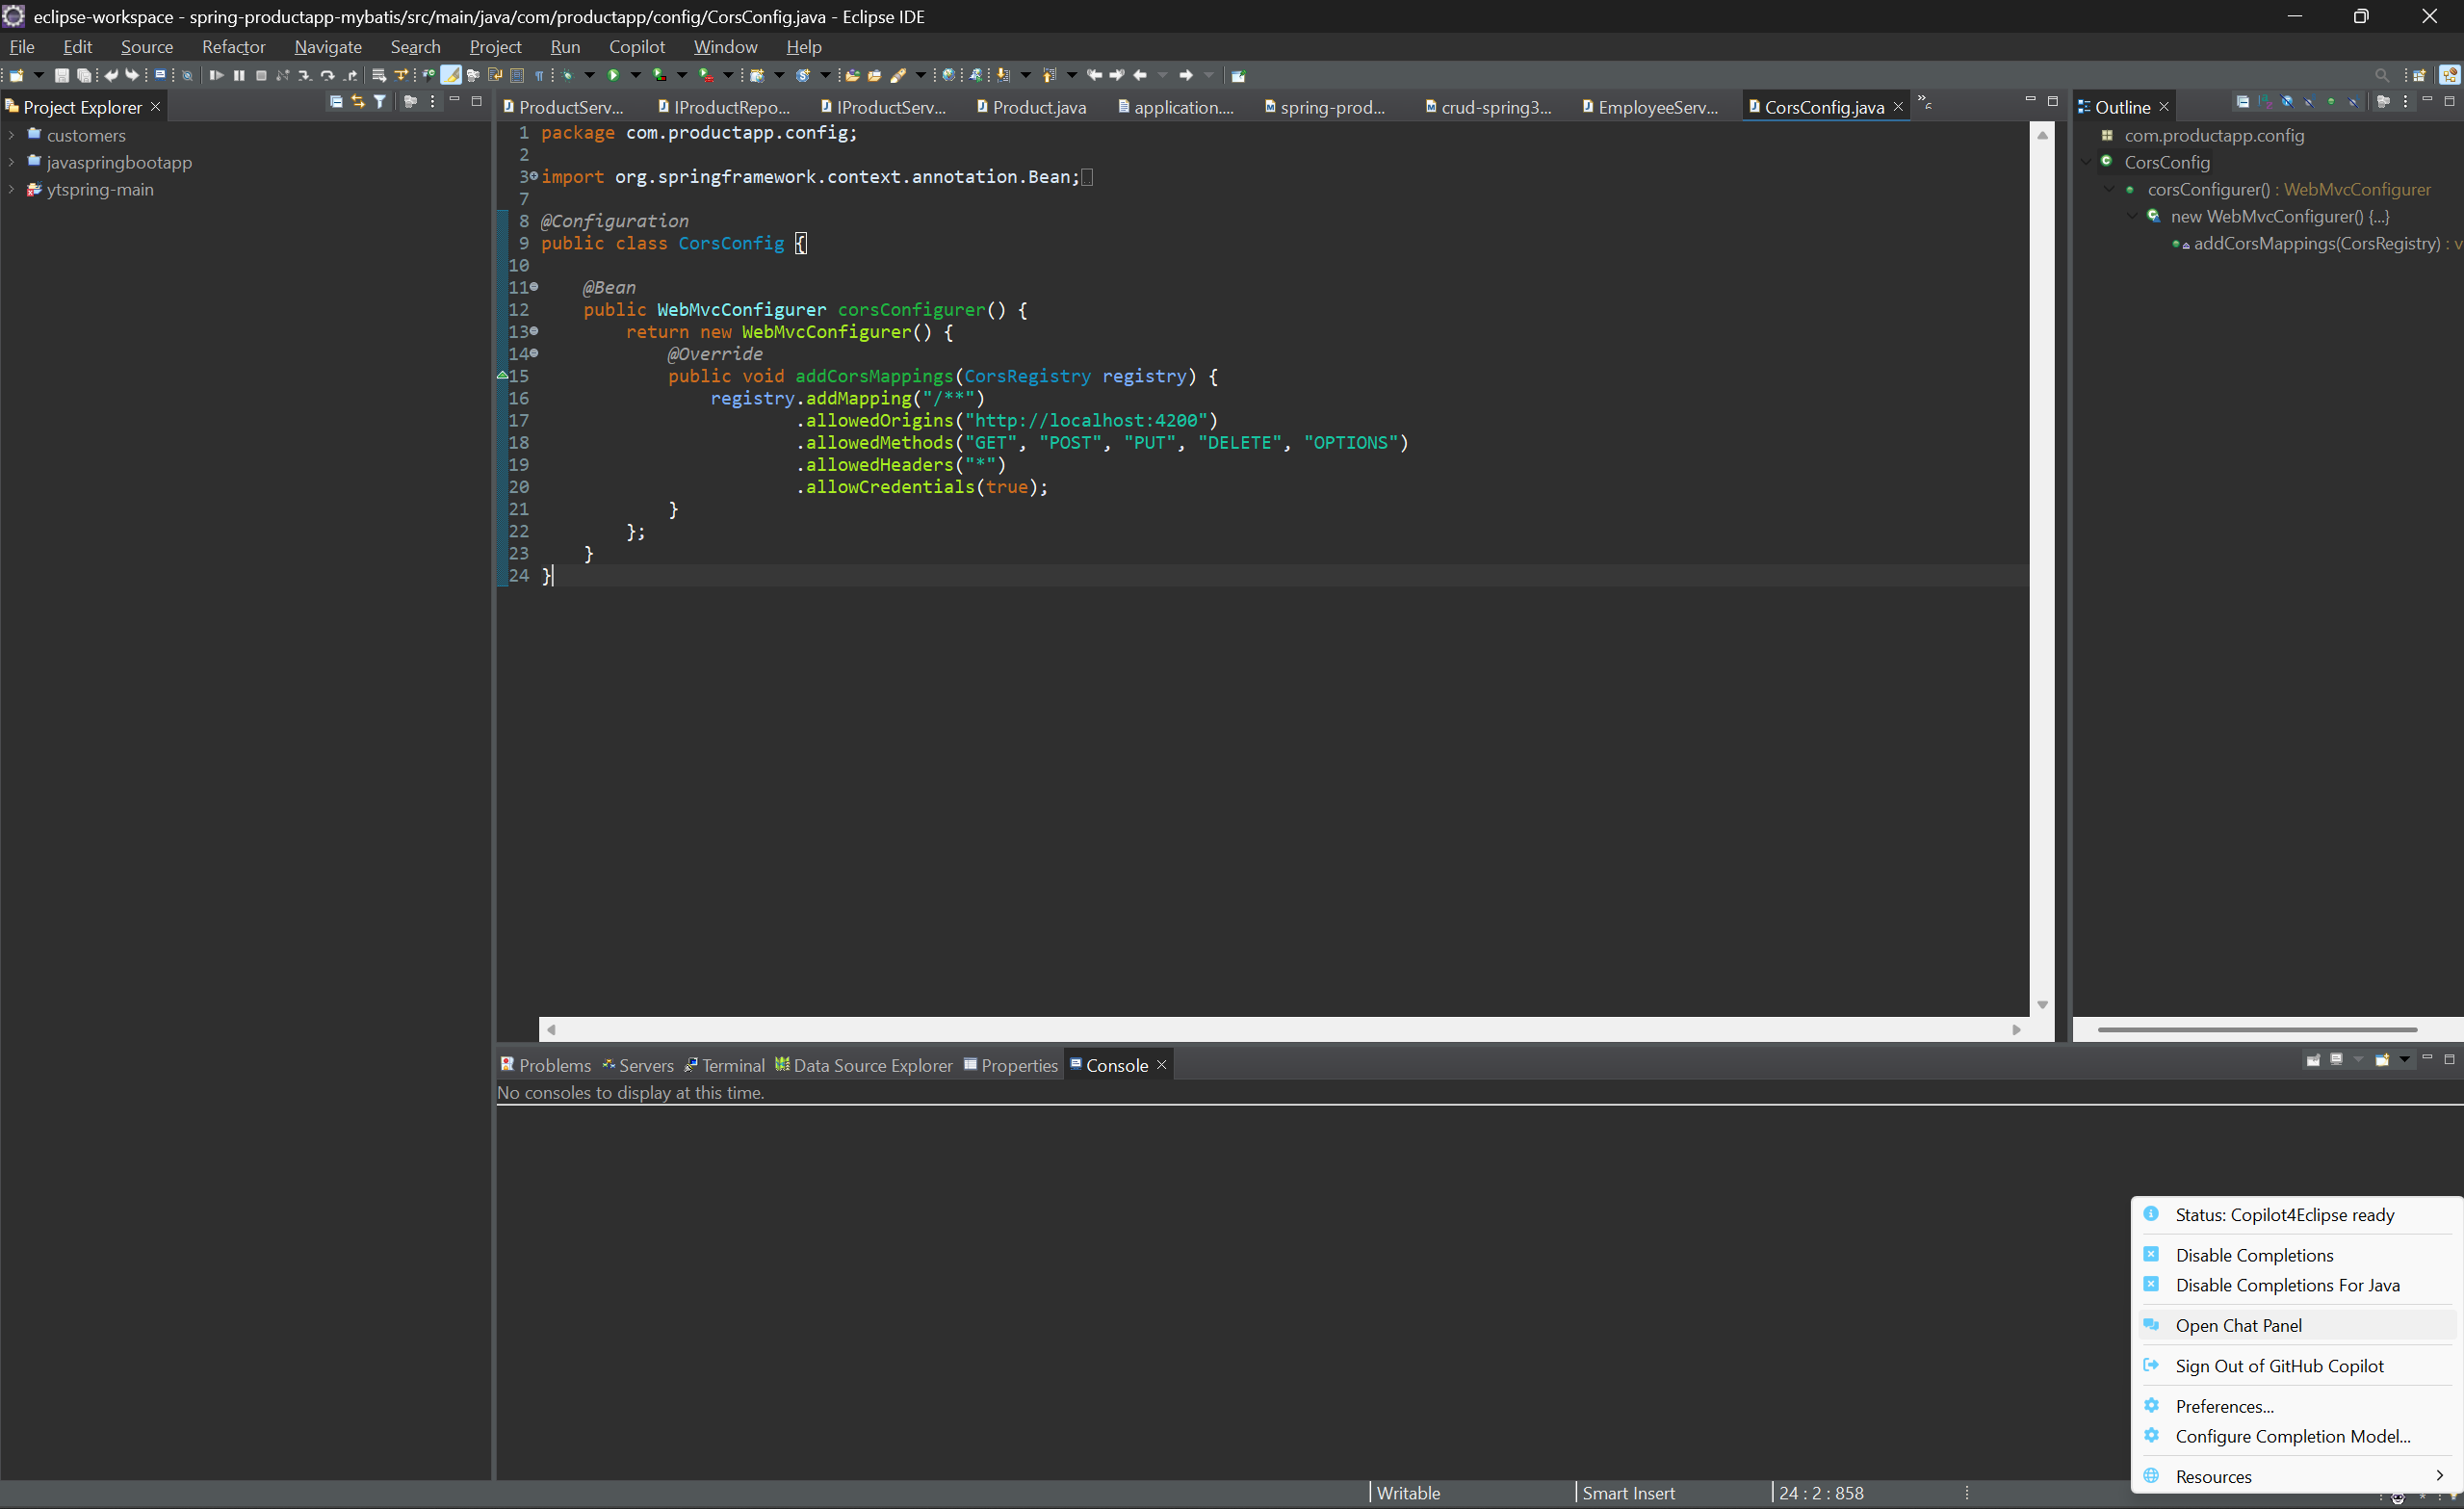 eclipse-workspace - spring-productapp-mybatis/src/main/java/com/productapp/config/CorsConfig.java - Eclipse IDE
File Edit Source Refactor Navigate Search Project Run Copilot Window Help
Project Explorer
customers
javaspringbootapp
ytspring-main
ProductServ... IProductRepo... IProductServ... Product.java application.... spring-prod... crud-spring3... EmployeeServ... CorsConfig.java
1 package com.productapp.config;
2
3 import org.springframework.context.annotation.Bean;
7
8 @Configuration
9 public class CorsConfig {
10
11 @Bean
12 public WebMvcConfigurer corsConfigurer() {
13 return new WebMvcConfigurer() {
14 @Override
15 public void addCorsMappings(CorsRegistry registry) {
16 registry.addMapping("/**")
17 .allowedOrigins("http://localhost:4200")
18 .allowedMethods("GET", "POST", "PUT", "DELETE", "OPTIONS")
19 .allowedHeaders("*")
20 .allowCredentials(true);
21 }
22 };
23 }
24 }
Outline
com.productapp.config
CorsConfig
corsConfigurer() : WebMvcConfigurer
new WebMvcConfigurer() {...}
addCorsMappings(CorsRegistry) : v
Problems Servers Terminal Data Source Explorer Properties Console
No consoles to display at this time.
Status: Copilot4Eclipse ready
Disable Completions
Disable Completions For Java
Open Chat Panel
Sign Out of GitHub Copilot
Preferences...
Configure Completion Model...
Resources
Writable Smart Insert 24 : 2 : 858